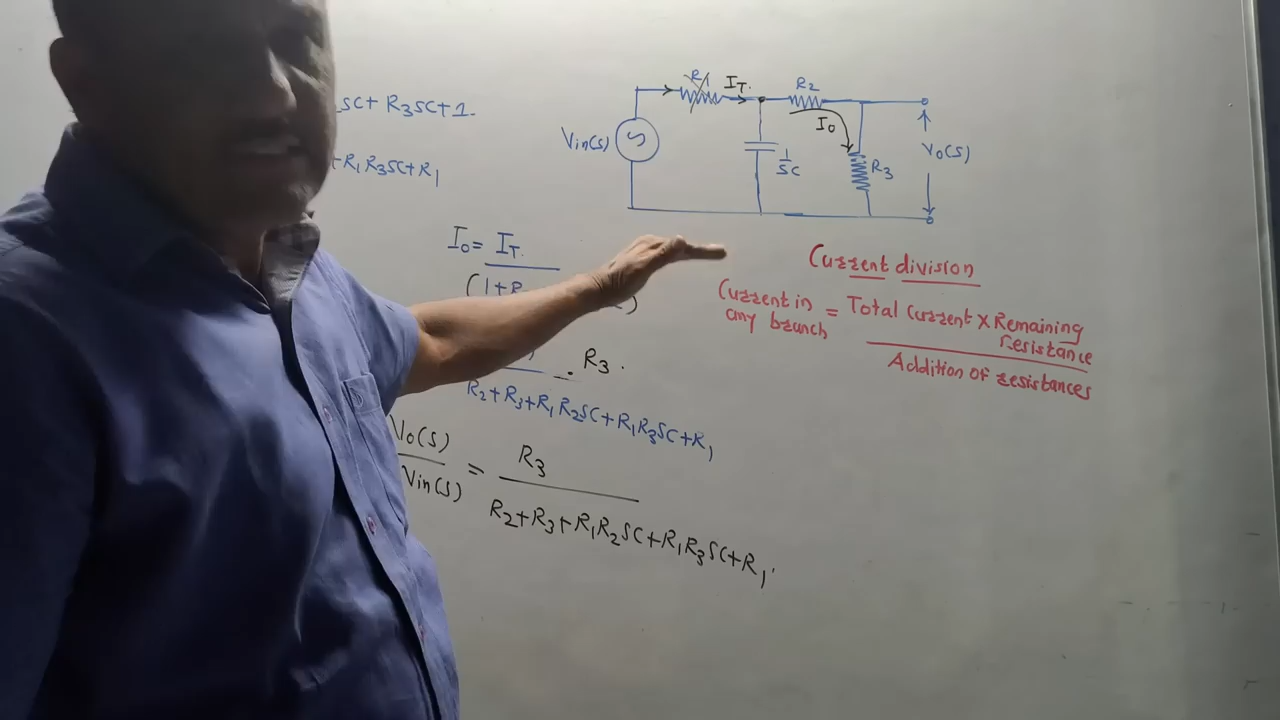 SC + R3SC + 1.
+ R1R3SC + R1
R1
IT.
R2
I0
Vin(s)
1/SC
R3
Vo(s)
I0 = IT.
(1+R
)
. R3.
R2+R3+R1R2SC+R1R3SC+R1
Vo(s)/Vin(s) = R3
R2+R3+R1R2SC+R1R3SC+R1
Current division
Current in any branch = Total current X Remaining resistance
Addition of resistances